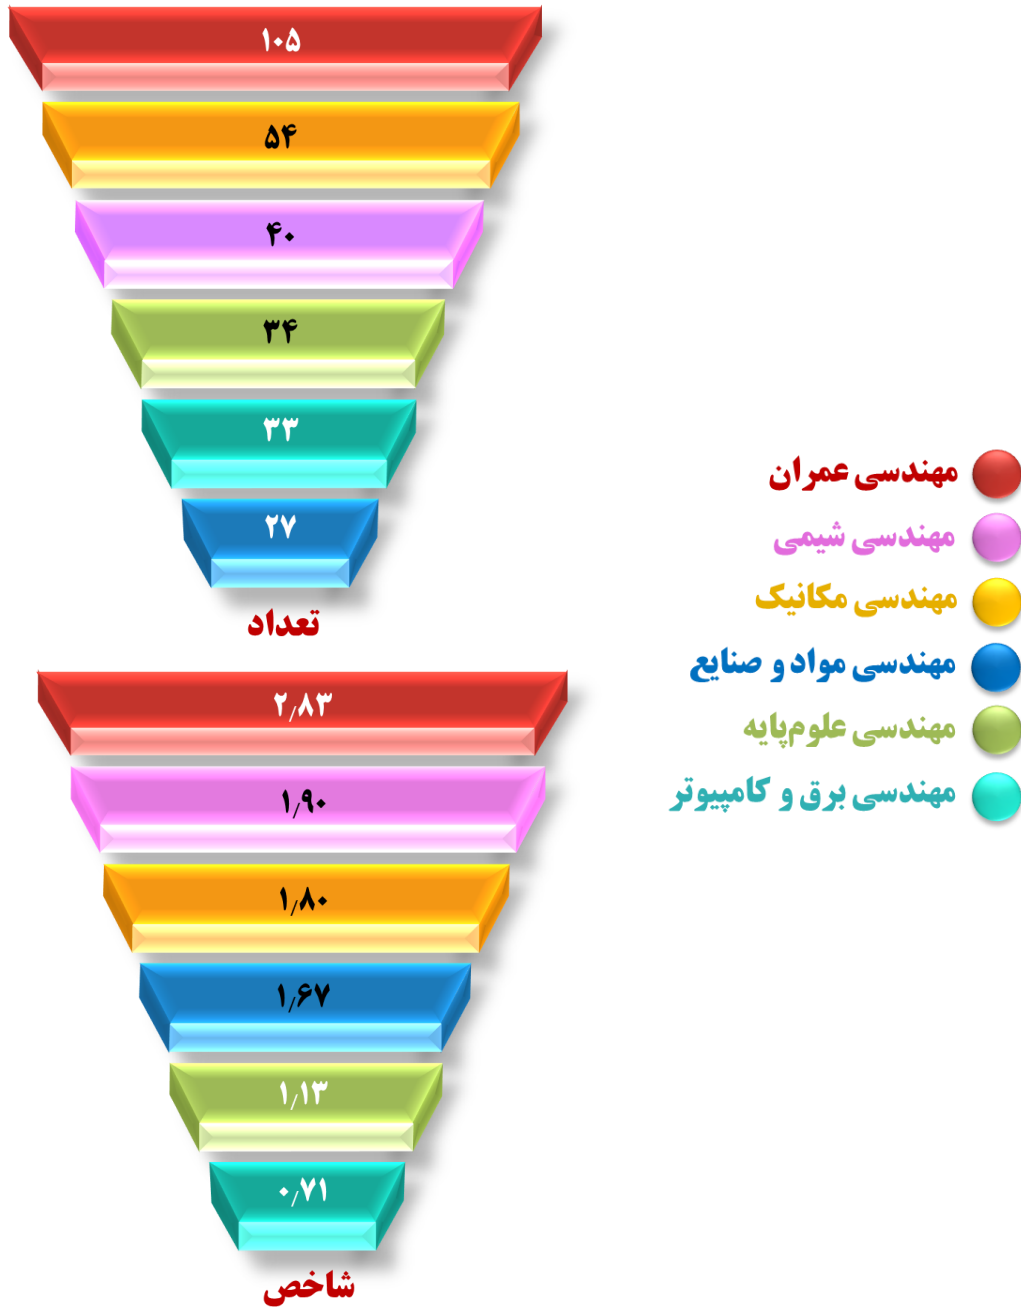 ۱۰۵
۵۴
۴۰
۳۴
۳۳
۲۷
تعداد
۲٫۸۳
۱٫۹۰
۱٫۸۰
۱٫۶۷
۱٫۱۳
۰٫۷۱
شاخص
مهندسی عمران
مهندسی شیمی
مهندسی مکانیک
مهندسی مواد و صنایع
مهندسی علوم‌پایه
مهندسی برق و کامپیوتر